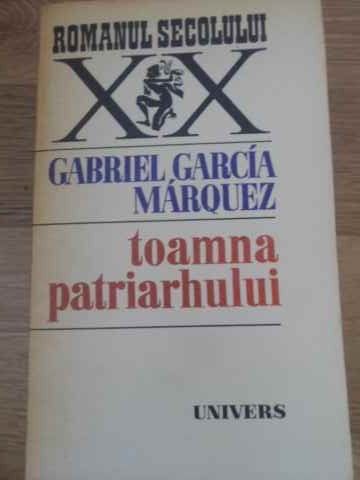 ROMANUL SECOLULUI
XX
GABRIEL GARCÍA
MÁRQUEZ
toamna
patriarhului
UNIVERS